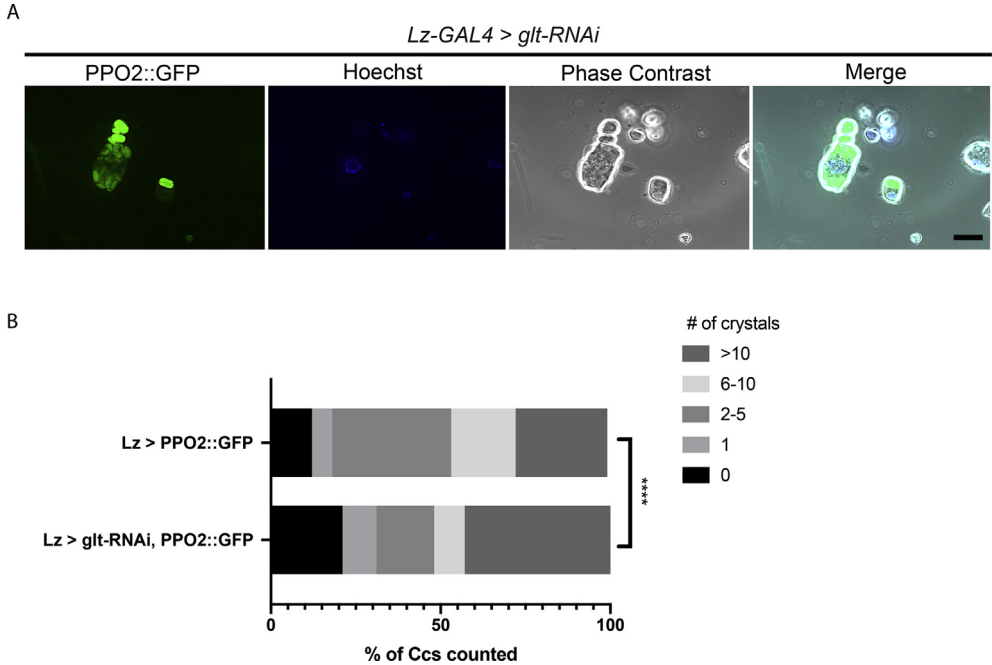 A
Lz-GAL4 > glt-RNAi
PPO2::GFP Hoechst Phase Contrast Merge
B
# of crystals
>10
6-10
2-5
1
0
Lz > PPO2::GFP
****
Lz > glt-RNAi, PPO2::GFP
0 50 100
% of Ccs counted